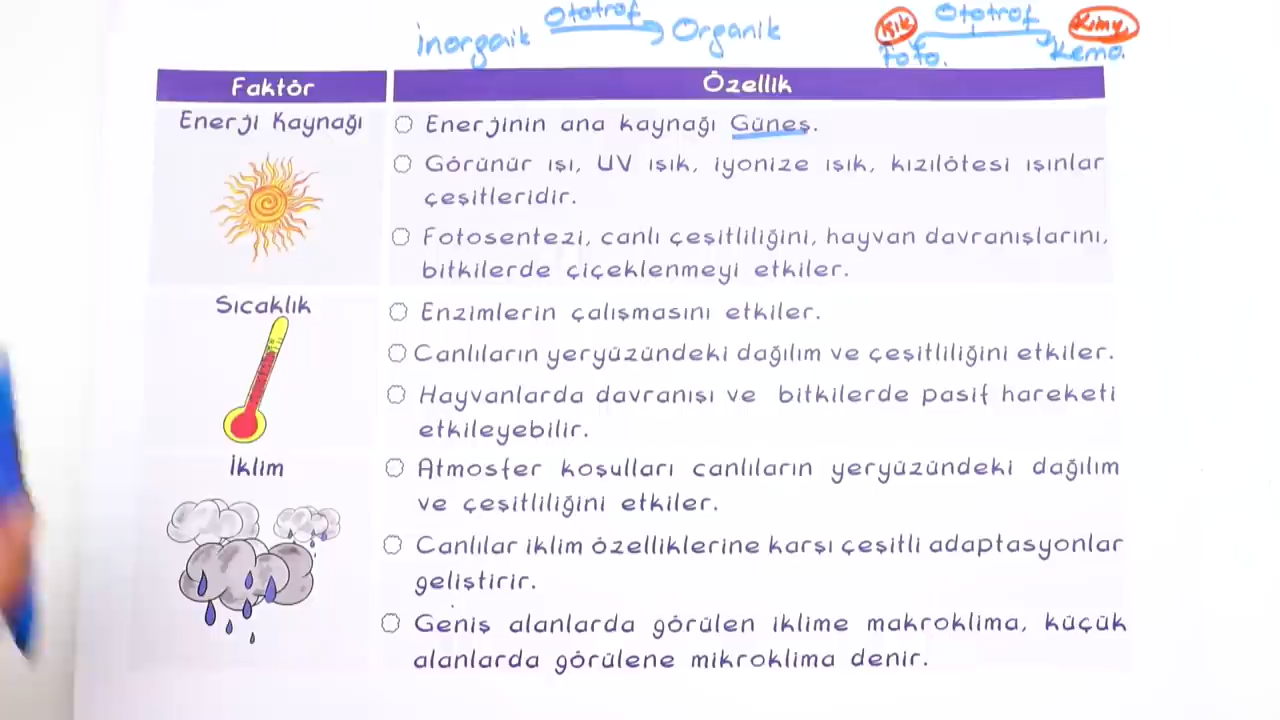 Ototrof
inorgaik → Organik
Ototrof
Işık Kimya
Foto. Kemo.
Faktör Özellik
Enerji Kaynağı
Enerjinin ana kaynağı Güneş.
Görünür ışı, UV ışık, iyonize ışık, kızılötesi ışınlar
çeşitleridir.
Fotosentezi, canlı çeşitliliğini, hayvan davranışlarını,
bitkilerde çiçeklenmeyi etkiler.
Sıcaklık
Enzimlerin çalışmasını etkiler.
Canlıların yeryüzündeki dağılım ve çeşitliliğini etkiler.
Hayvanlarda davranışı ve bitkilerde pasif hareketi
etkileyebilir.
İklim
Atmosfer koşulları canlıların yeryüzündeki dağılım
ve çeşitliliğini etkiler.
Canlılar iklim özelliklerine karşı çeşitli adaptasyonlar
geliştirir.
Geniş alanlarda görülen iklime makroklima, küçük
alanlarda görülene mikroklima denir.